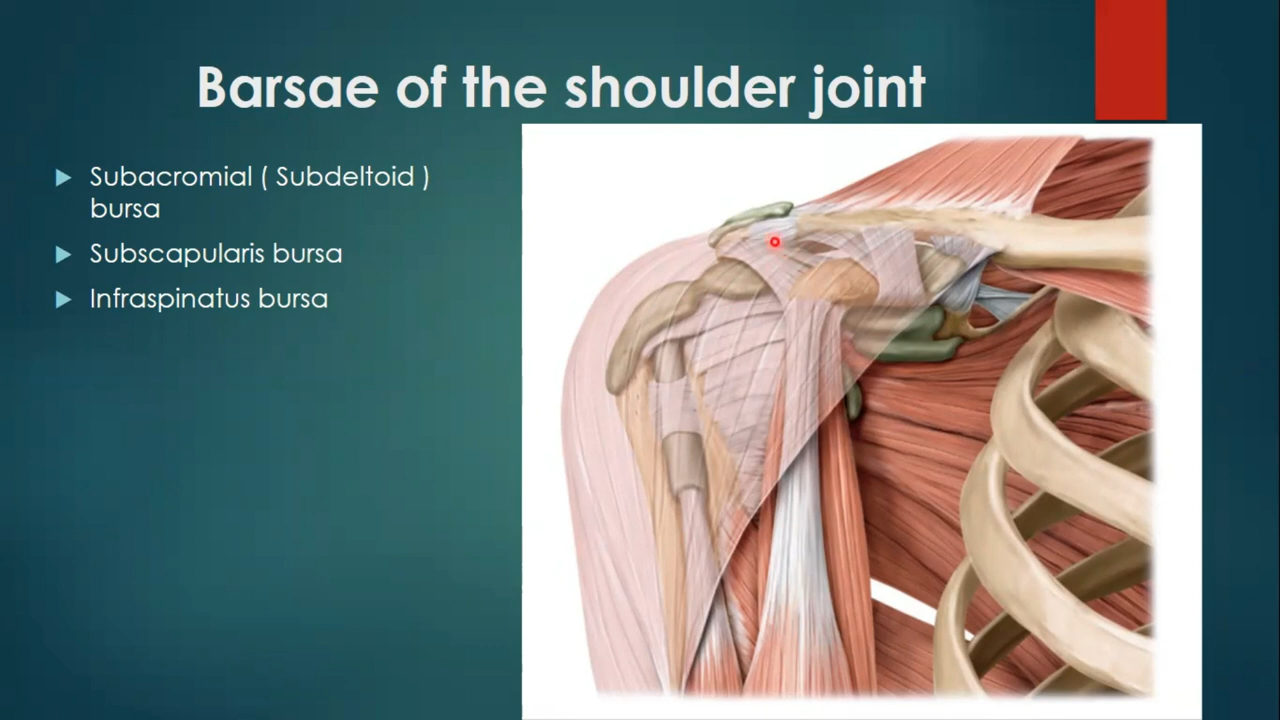 Barsae of the shoulder joint
Subacromial ( Subdeltoid )
bursa
Subscapularis bursa
Infraspinatus bursa